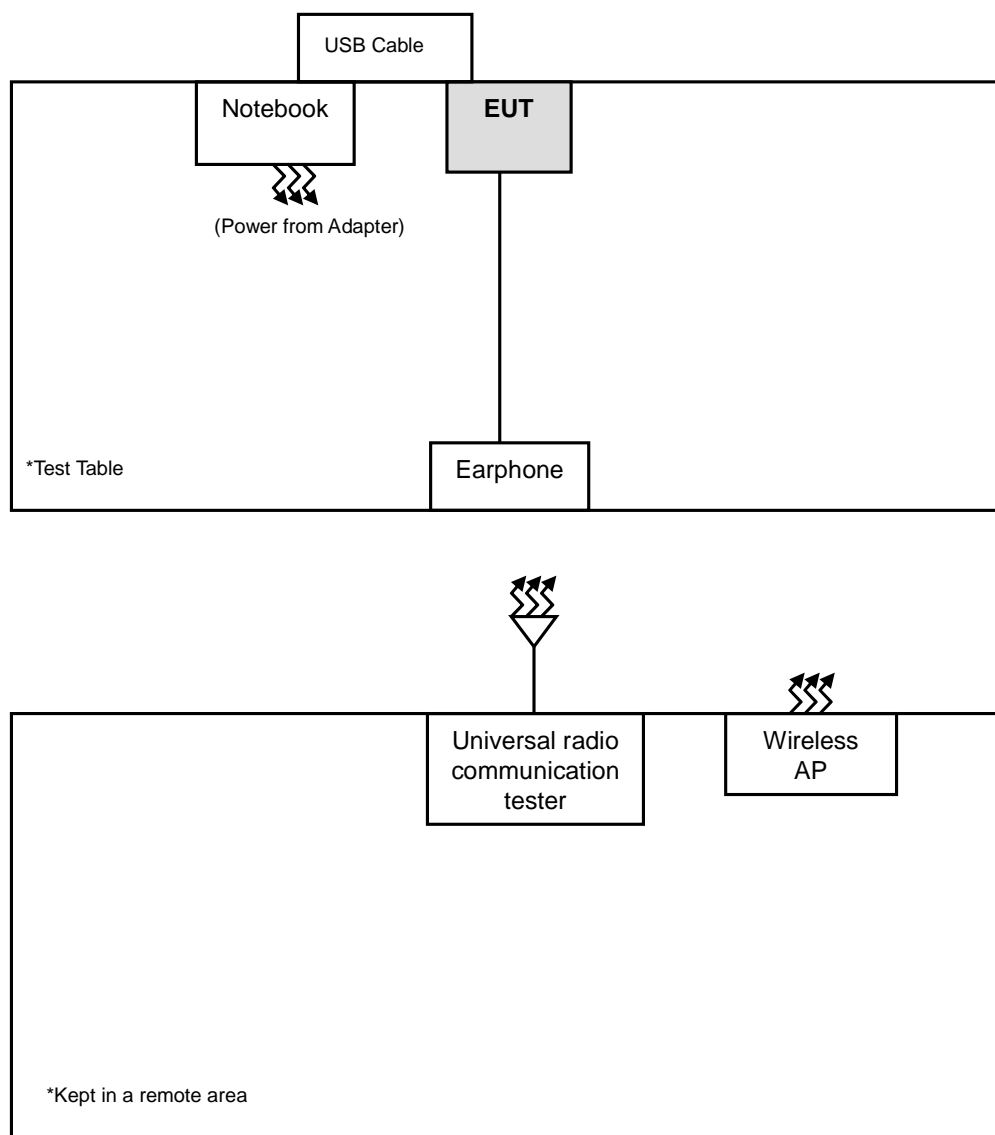 USB Cable
Notebook
EUT
(Power from Adapter)
*Test Table
Earphone
Universal radio
communication
tester
Wireless
AP
*Kept in a remote area